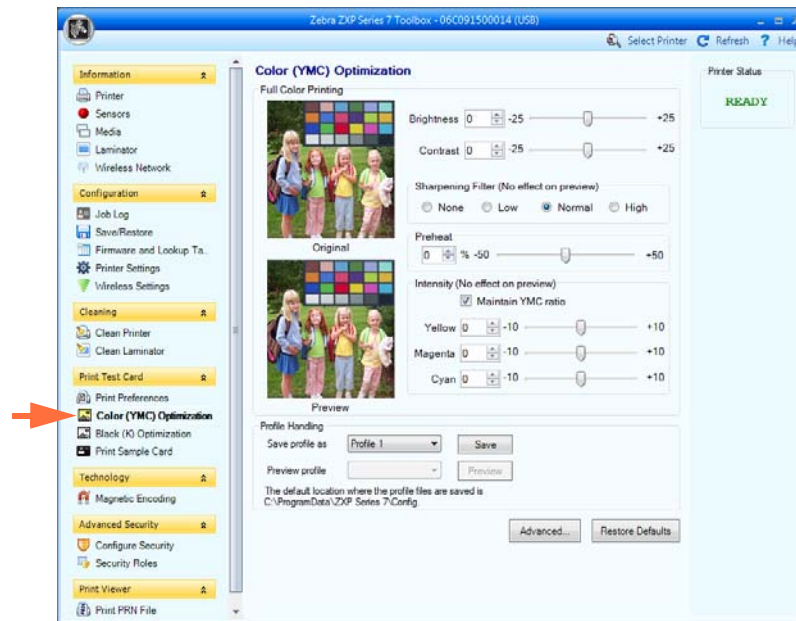 Zebra ZXP Series 7 Toolbox - 06C091500014 (USB)
Select Printer Refresh ? Help
Information
Printer
Sensors
Media
Laminator
Wireless Network
Configuration
Job Log
Save/Restore
Firmware and Lookup Ta..
Printer Settings
Wireless Settings
Cleaning
Clean Printer
Clean Laminator
Print Test Card
Print Preferences
Color (YMC) Optimization
Black (K) Optimization
Print Sample Card
Technology
Magnetic Encoding
Advanced Security
Configure Security
Security Roles
Print Viewer
Print PRN File
Color (YMC) Optimization
Full Color Printing
Original
Preview
Brightness 0 -25 +25
Contrast 0 -25 +25
Sharpening Filter (No effect on preview)
None Low Normal High
Preheat
0 % -50 +50
Intensity (No effect on preview)
Maintain YMC ratio
Yellow 0 -10 +10
Magenta 0 -10 +10
Cyan 0 -10 +10
Profile Handling
Save profile as Profile 1 Save
Preview profile Preview
The default location where the profile files are saved is
C:\ProgramData\ZXP Series 7\Config.
Advanced... Restore Defaults
Printer Status
READY